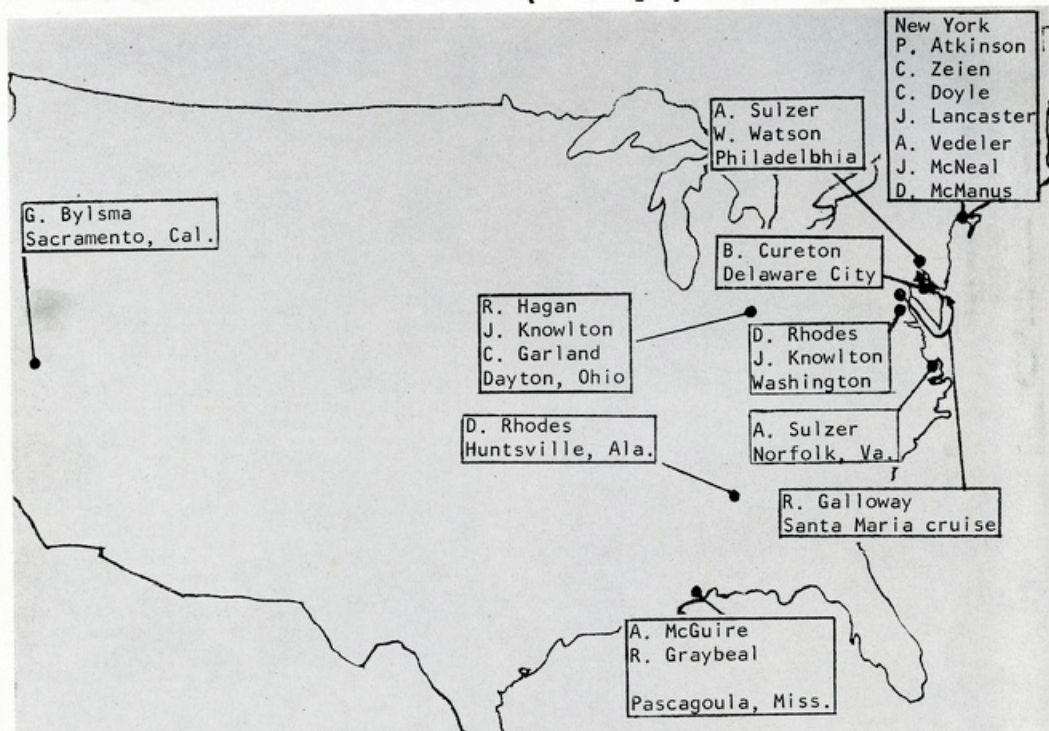 New York
P. Atkinson
C. Zeien
C. Doyle
J. Lancaster
A. Vedeler
J. McNeal
D. McManus
A. Sulzer
W. Watson
Philadelbhia
G. Bylsma
Sacramento, Cal.
B. Cureton
Delaware City
R. Hagan
J. Knowlton
C. Garland
Dayton, Ohio
D. Rhodes
J. Knowlton
Washington
D. Rhodes
Huntsville, Ala.
A. Sulzer
Norfolk, Va.
R. Galloway
Santa Maria cruise
A. McGuire
R. Graybeal
Pascagoula, Miss.